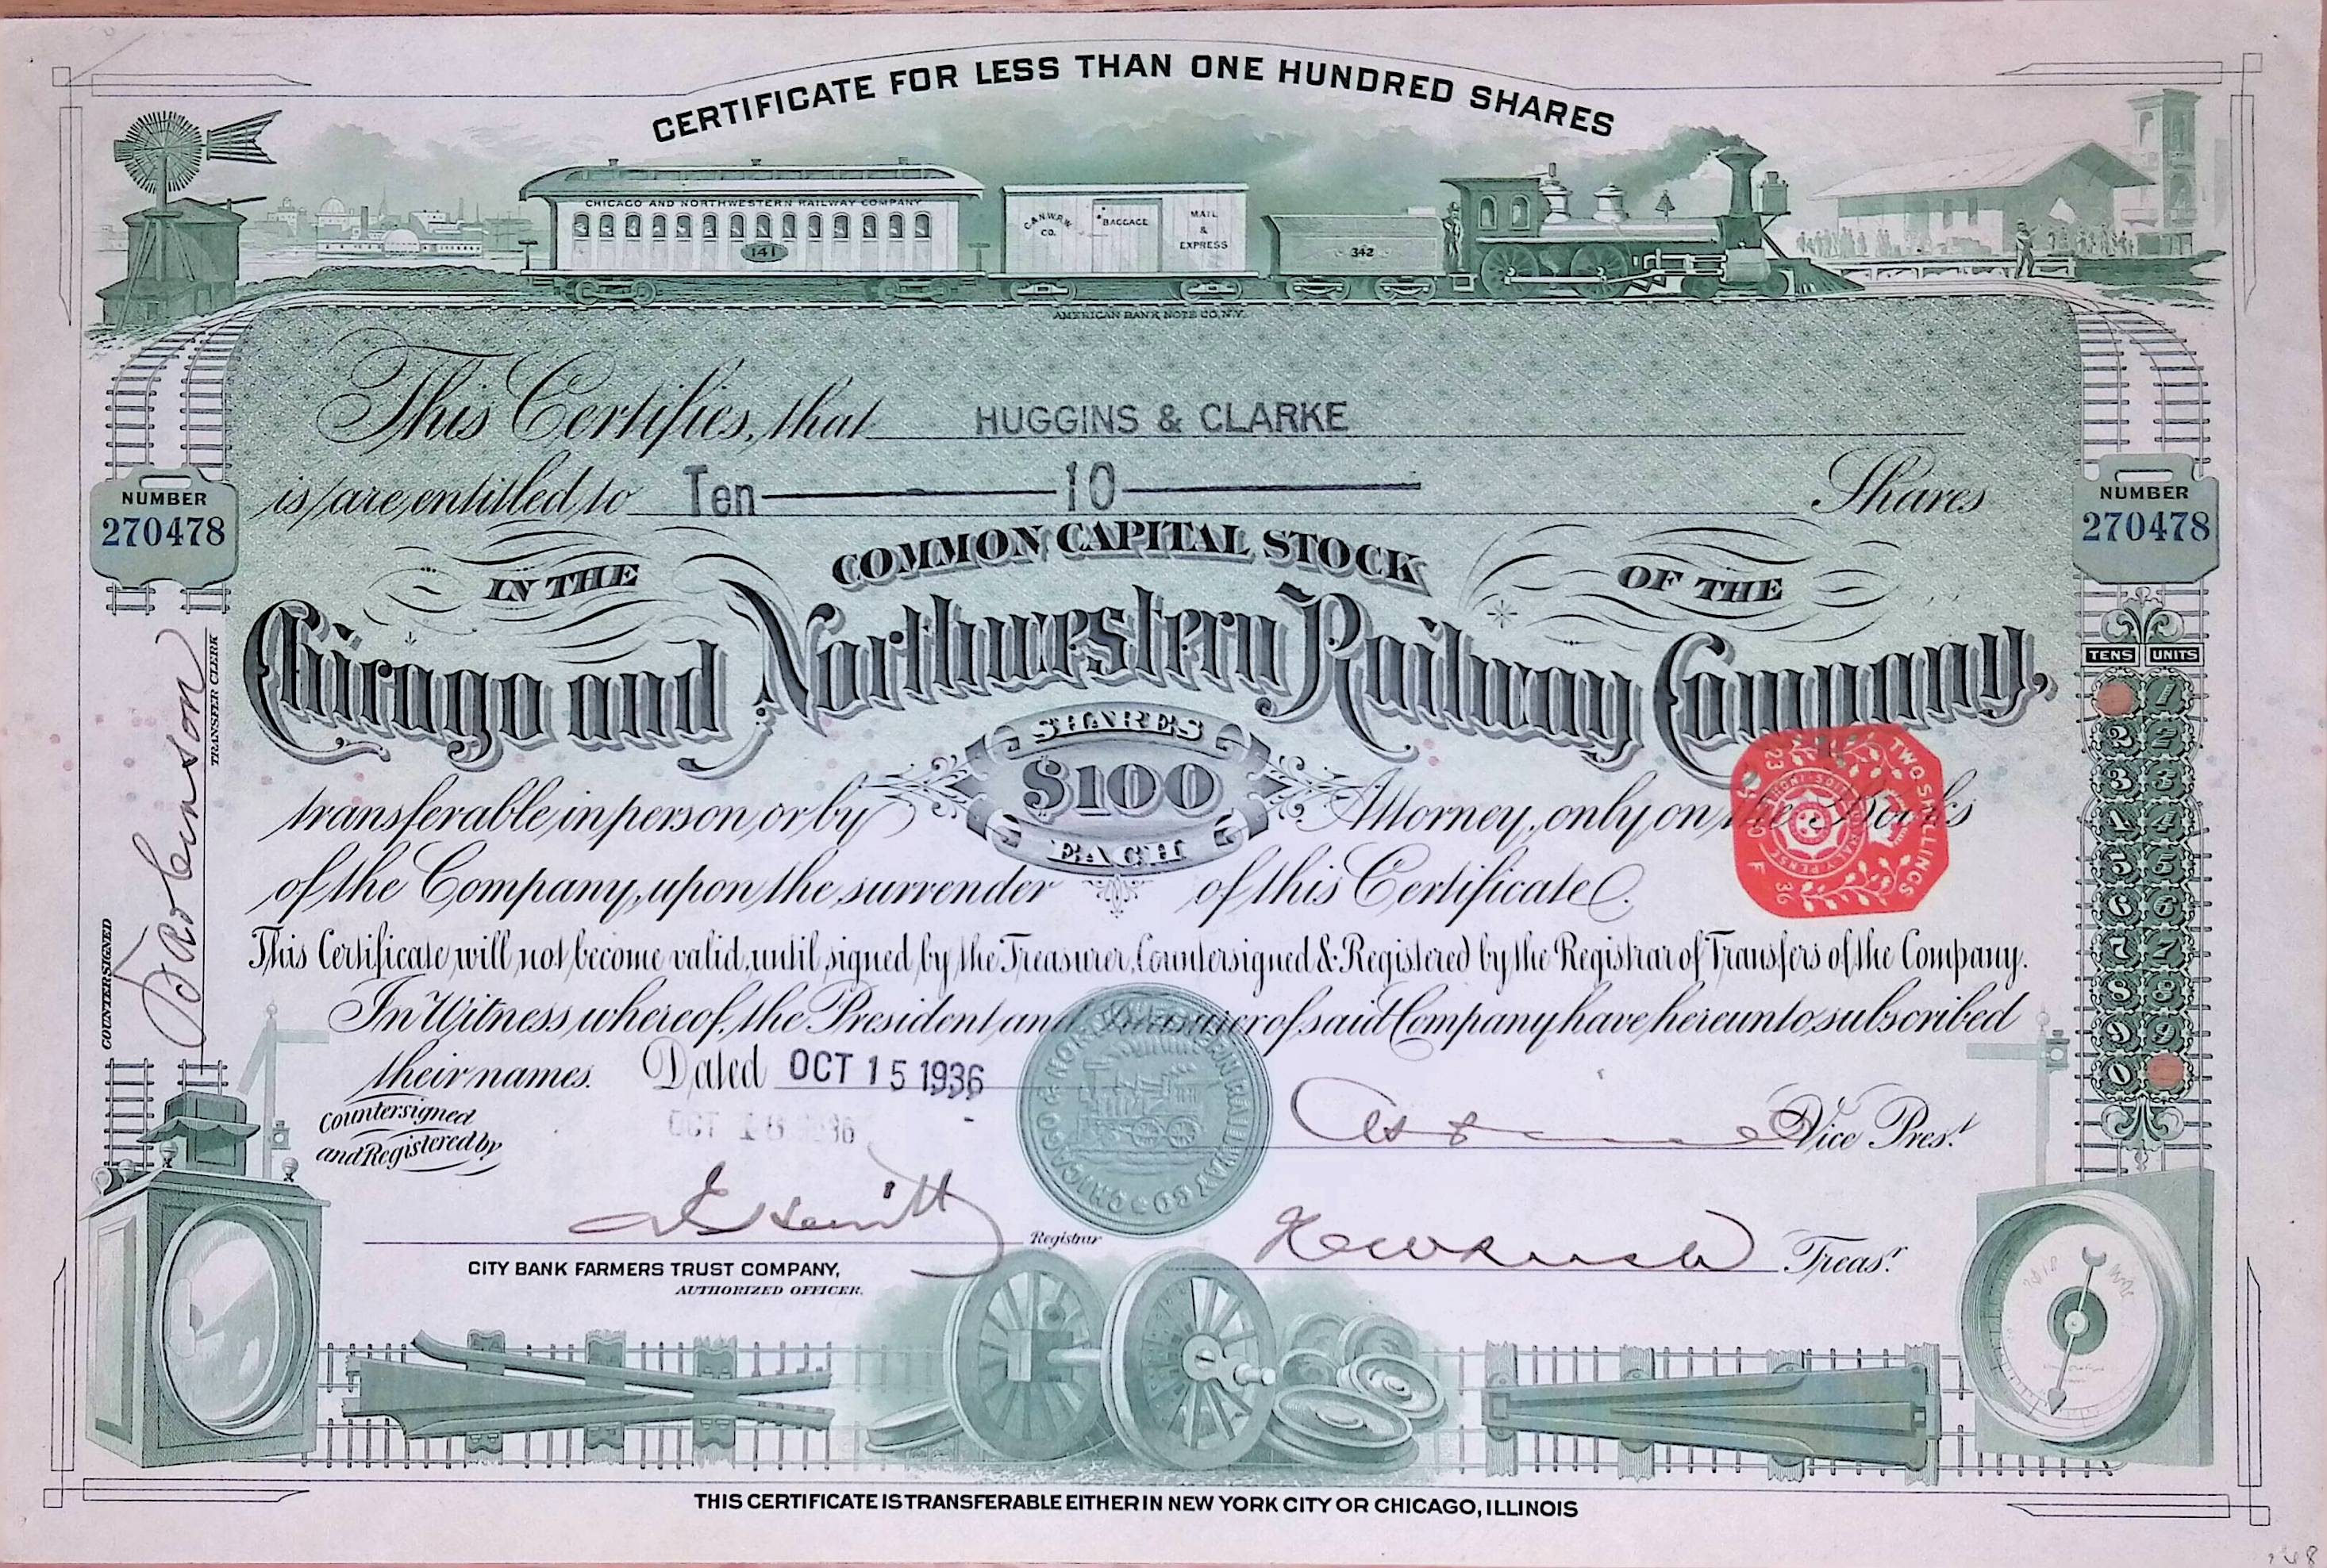 CERTIFICATE FOR LESS THAN ONE HUNDRED SHARES
CHICAGO AND NORTHWESTERN RAILWAY COMPANY
141
C. & N.W. R.W. CO.
BAGGAGE
MAIL & EXPRESS
342
AMERICAN BANK NOTE CO. N.Y.
This Certifies, that HUGGINS & CLARKE
is/are entitled to Ten 10 Shares
NUMBER
270478
NUMBER
270478
IN THE COMMON CAPITAL STOCK OF THE
Chicago and Northwestern Railway Company,
SHARES
$100
EACH
transferable in person or by Attorney, only on the Books
of the Company, upon the surrender of this Certificate.
This Certificate will not become valid until signed by the Treasurer, Countersigned & Registered by the Registrar of Transfers of the Company.
In Witness whereof, the President and Treasurer of said Company have hereunto subscribed
their names. Dated OCT 15 1936
Countersigned
and Registered by
Vice Pres.t
Registrar
Treas.r
CITY BANK FARMERS TRUST COMPANY,
AUTHORIZED OFFICER.
COUNTERSIGNED
Robinson
TRANSFER CLERK
TENS UNITS
1
2 2
3 3
4 4
5 5
6 6
7 7
8 8
9 9
0
TWO SHILLINGS
HONI SOIT
23
F
36
CHICAGO & NORTHWESTERN RAILWAY CO
THIS CERTIFICATE IS TRANSFERABLE EITHER IN NEW YORK CITY OR CHICAGO, ILLINOIS